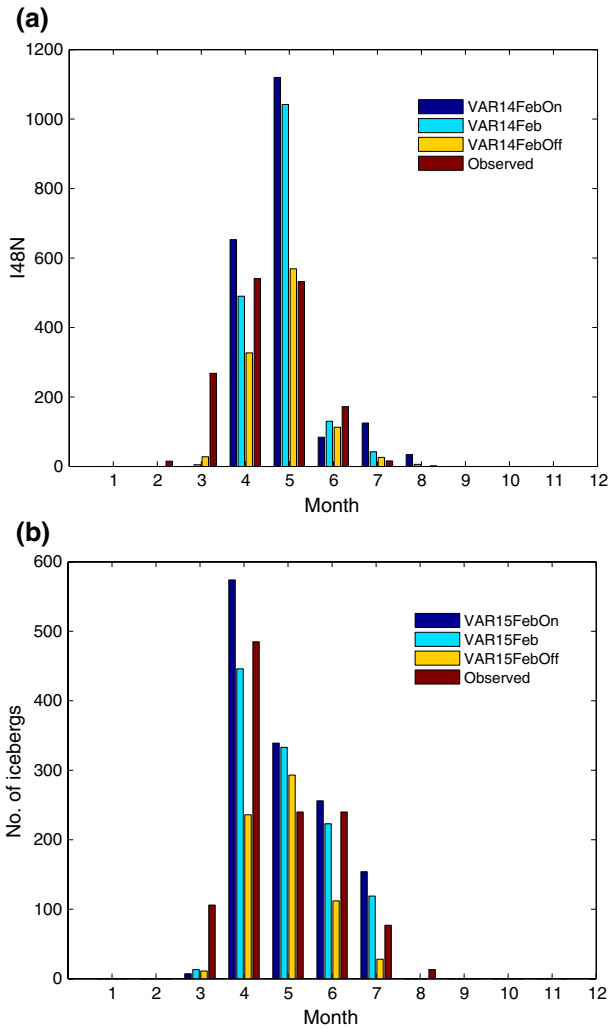 (a)
1200
1000
800
600
400
200
0
I48N
VAR14FebOn
VAR14Feb
VAR14FebOff
Observed
1 2 3 4 5 6 7 8 9 10 11 12
Month
(b)
600
500
400
300
200
100
0
No. of icebergs
VAR15FebOn
VAR15Feb
VAR15FebOff
Observed
1 2 3 4 5 6 7 8 9 10 11 12
Month